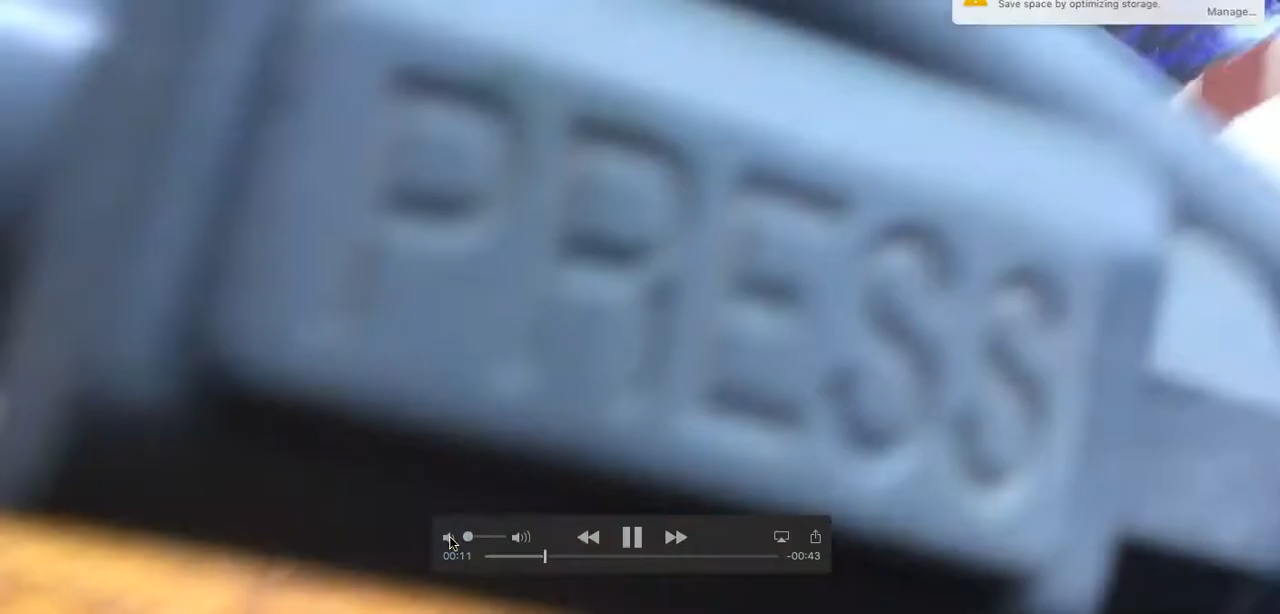 Save space by optimizing storage.
Manage...
PRESS
00:11
-00:43